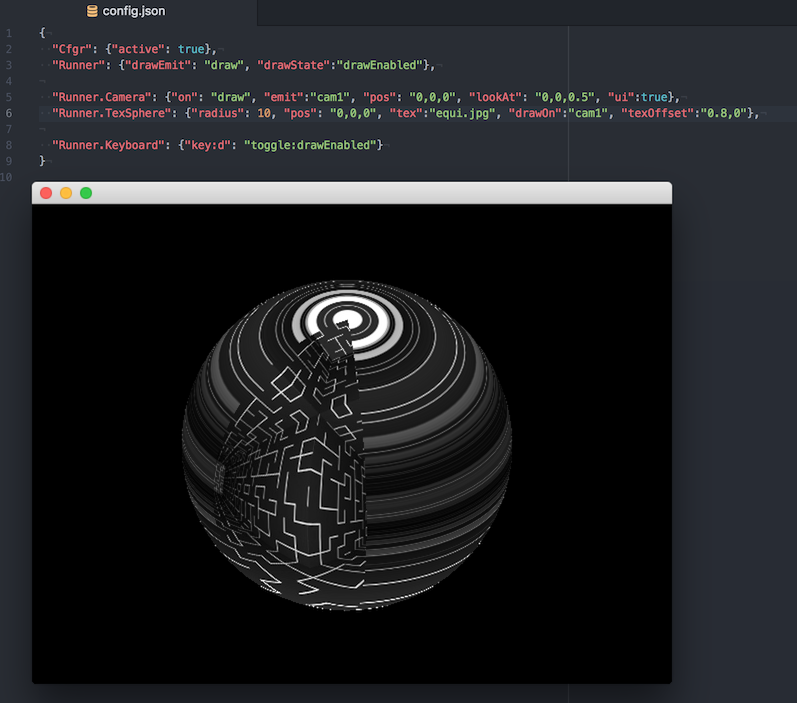 config.json
1 {
2 "Cfgr": {"active": true},
3 "Runner": {"drawEmit": "draw", "drawState":"drawEnabled"},
4
5 "Runner.Camera": {"on": "draw", "emit":"cam1", "pos": "0,0,0", "lookAt": "0,0,0.5", "ui":true},
6 "Runner.TexSphere": {"radius": 10, "pos": "0,0,0", "tex":"equi.jpg", "drawOn":"cam1", "texOffset":"0.8,0"},
7
8 "Runner.Keyboard": {"key:d": "toggle:drawEnabled"}
9 }
10